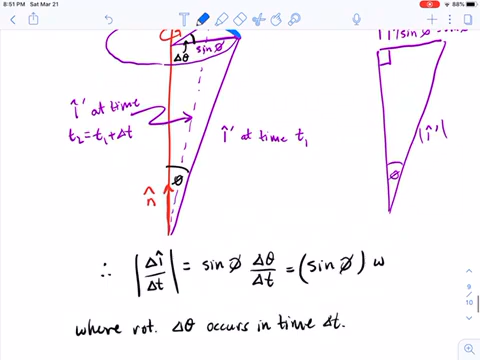 8:51 PM Sat Mar 21
88%
|î'| sin ø
sin ø
Δθ
î' at time
t₂ = t₁ + Δt
î' at time t₁
|î'|
ø
ø
n̂
∴ |Δî/Δt| = sin ø Δθ/Δt = (sin ø) ω
where rot. Δθ occurs in time Δt.
9
10